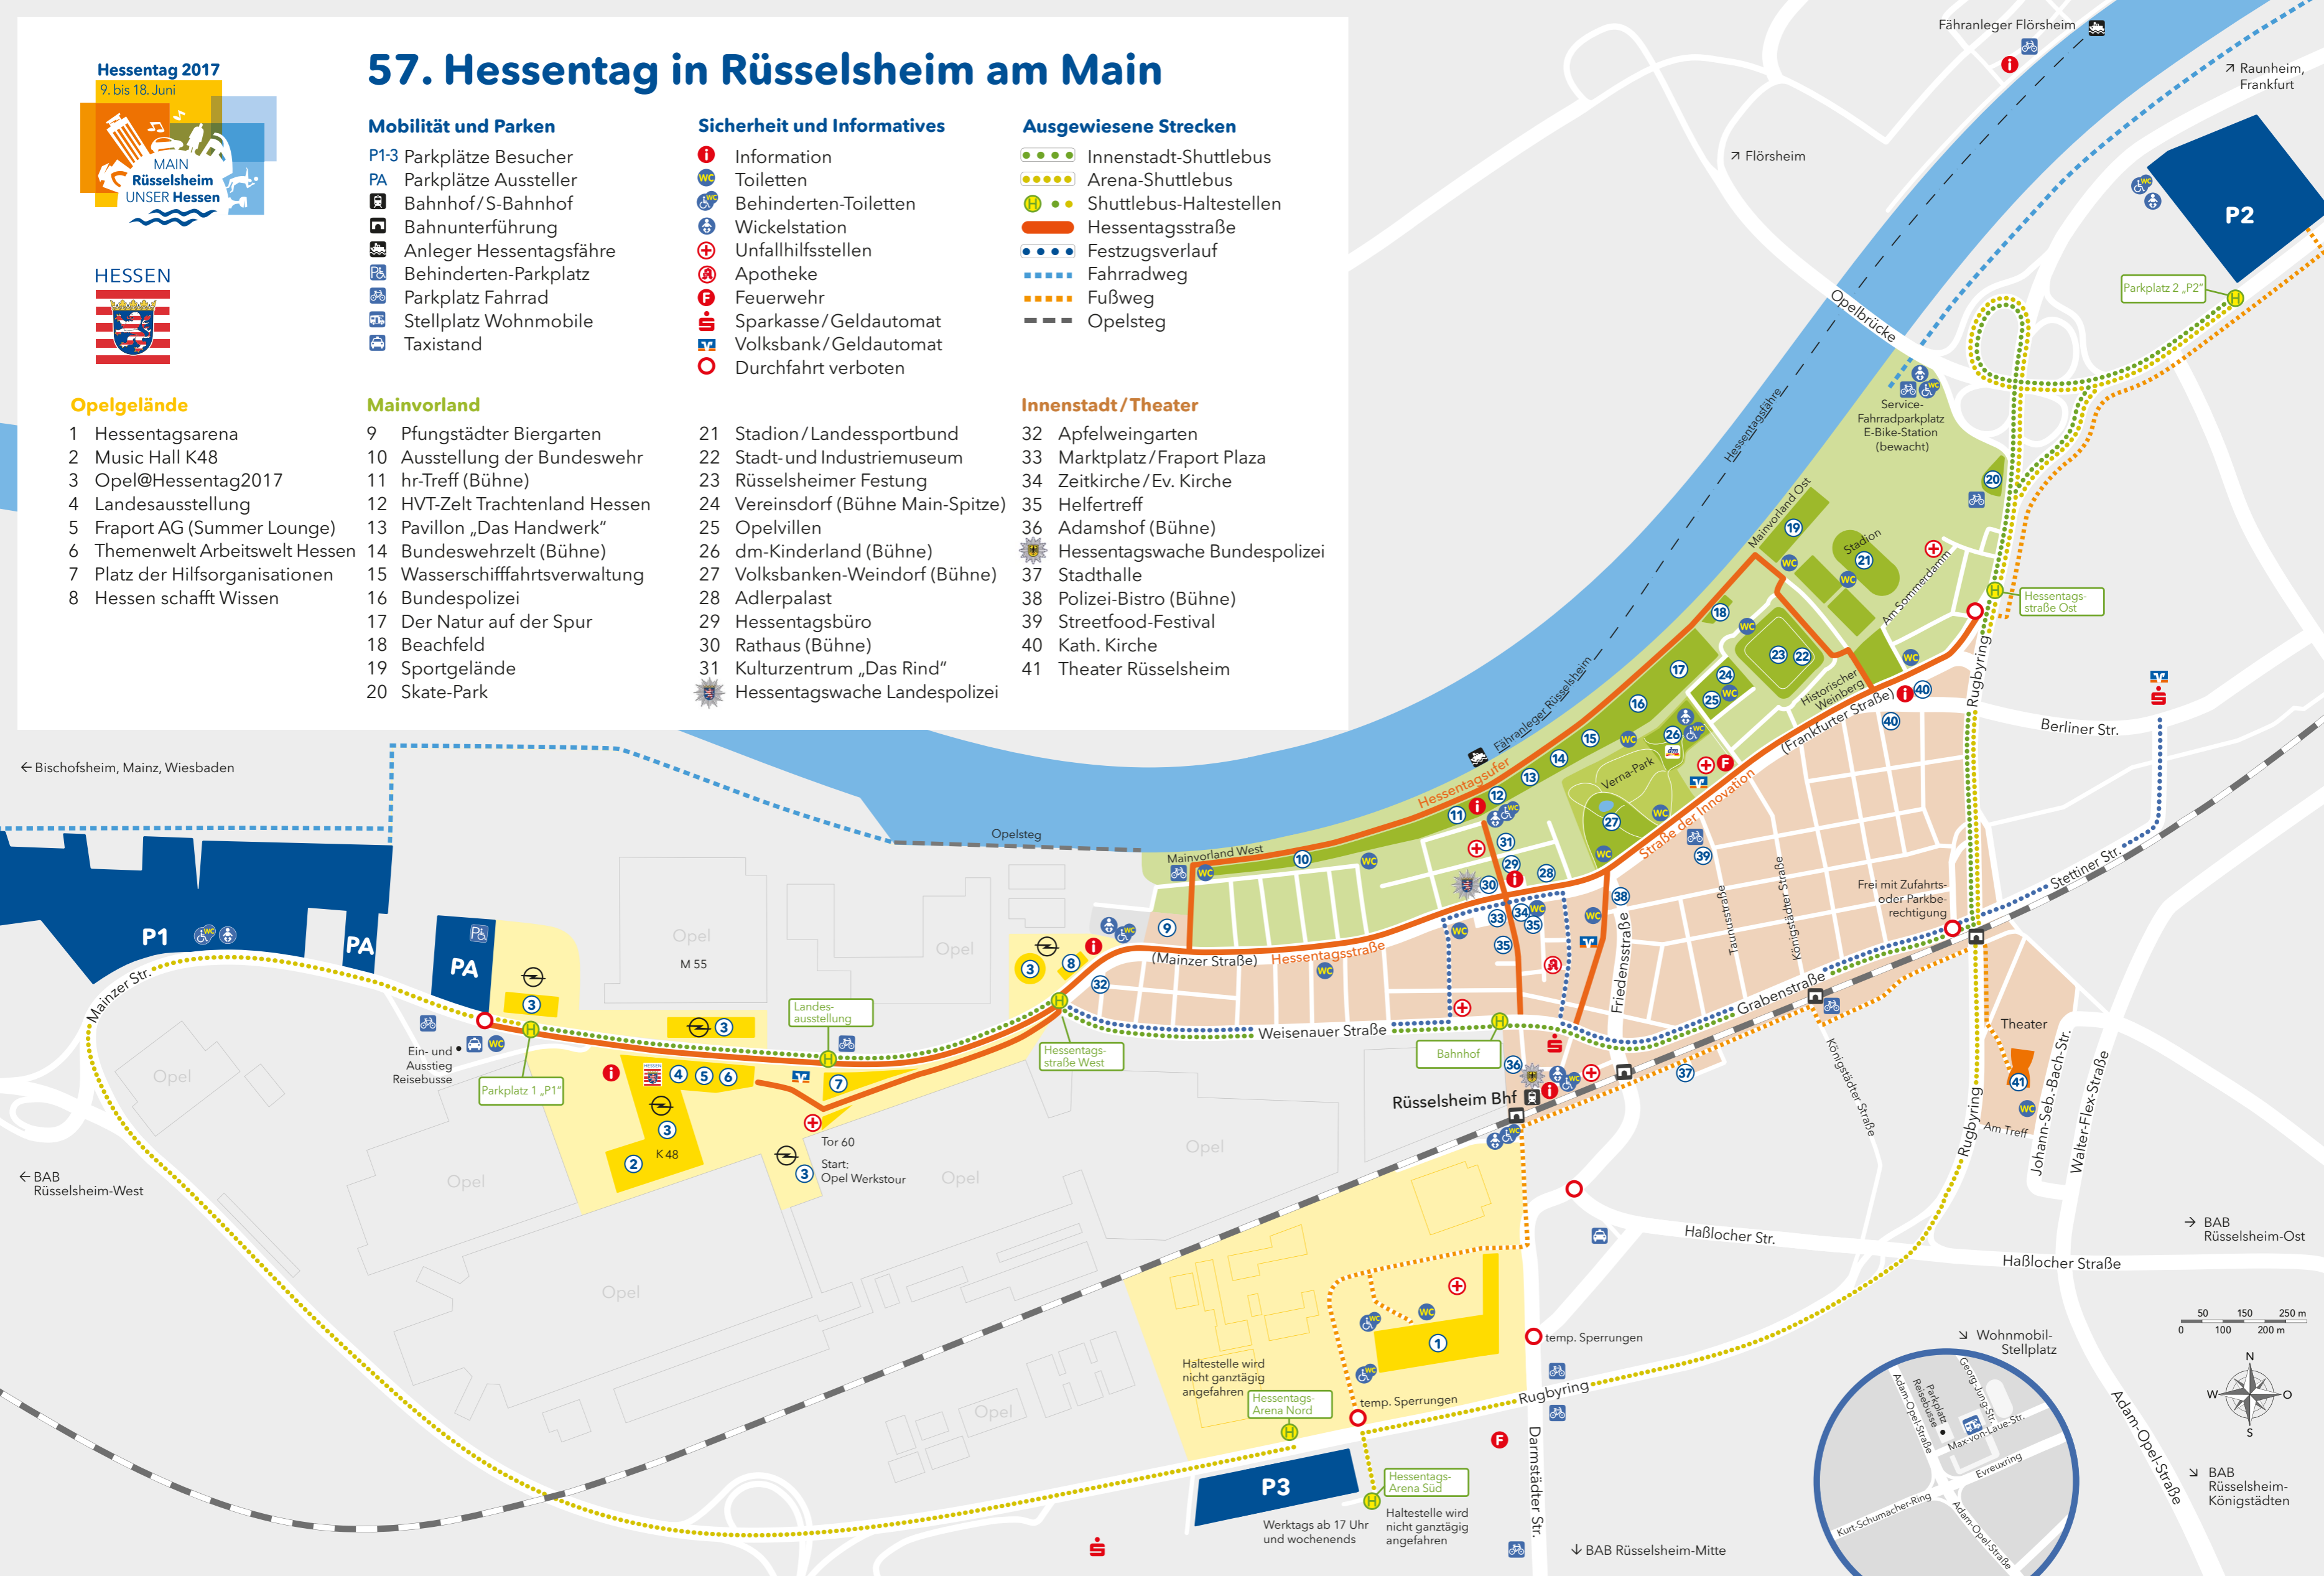 57. Hessentag in Rüsselsheim am Main
Hessentag 2017
9. bis 18. Juni
MAIN
Rüsselsheim
UNSER Hessen
HESSEN
Mobilität und Parken
P1-3 Parkplätze Besucher
PA Parkplätze Aussteller
Bahnhof/S-Bahnhof
Bahnunterführung
Anleger Hessentagsfähre
Behinderten-Parkplatz
Parkplatz Fahrrad
Stellplatz Wohnmobile
Taxistand
Sicherheit und Informatives
i Information
WC Toiletten
WC Behinderten-Toiletten
Wickelstation
Unfallhilfsstellen
Apotheke
F Feuerwehr
Sparkasse/Geldautomat
Volksbank/Geldautomat
Durchfahrt verboten
Ausgewiesene Strecken
Innenstadt-Shuttlebus
Arena-Shuttlebus
H Shuttlebus-Haltestellen
Hessentagsstraße
Festzugsverlauf
Fahrradweg
Fußweg
Opelsteg
Opelgelände
1 Hessentagsarena
2 Music Hall K48
3 Opel@Hessentag2017
4 Landesausstellung
5 Fraport AG (Summer Lounge)
6 Themenwelt Arbeitswelt Hessen
7 Platz der Hilfsorganisationen
8 Hessen schafft Wissen
Mainvorland
9 Pfungstädter Biergarten
10 Ausstellung der Bundeswehr
11 hr-Treff (Bühne)
12 HVT-Zelt Trachtenland Hessen
13 Pavillon „Das Handwerk“
14 Bundeswehrzelt (Bühne)
15 Wasserschifffahrtsverwaltung
16 Bundespolizei
17 Der Natur auf der Spur
18 Beachfeld
19 Sportgelände
20 Skate-Park
21 Stadion/Landessportbund
22 Stadt-und Industriemuseum
23 Rüsselsheimer Festung
24 Vereinsdorf (Bühne Main-Spitze)
25 Opelvillen
26 dm-Kinderland (Bühne)
27 Volksbanken-Weindorf (Bühne)
28 Adlerpalast
29 Hessentagsbüro
30 Rathaus (Bühne)
31 Kulturzentrum „Das Rind“
Hessentagswache Landespolizei
Innenstadt/Theater
32 Apfelweingarten
33 Marktplatz/Fraport Plaza
34 Zeitkirche/Ev. Kirche
35 Helfertreff
36 Adamshof (Bühne)
Hessentagswache Bundespolizei
37 Stadthalle
38 Polizei-Bistro (Bühne)
39 Streetfood-Festival
40 Kath. Kirche
41 Theater Rüsselsheim
Fähranleger Flörsheim
Raunheim,
Frankfurt
Flörsheim
P2
Parkplatz 2 „P2“
Opelbrücke
Hessentagsfähre
Service-
Fahrradparkplatz
E-Bike-Station
(bewacht)
Mainvorland Ost
Stadion
Am Sommerdamm
Hessentags-
straße Ost
Rugbyring
Historischer
Weinberg
(Frankfurter Straße)
Berliner Str.
Fähranleger Rüsselsheim
Hessentagsufer
Verna-Park
dm
Straße der Innovation
Bischofsheim, Mainz, Wiesbaden
Opelsteg
Mainvorland West
Stettiner Str.
Frei mit Zufahrts-
oder Parkbe-
rechtigung
Taunusstraße
Königstädter Straße
Friedensstraße
P1
PA
PA
Opel
M 55
Opel
(Mainzer Straße)
Hessentagsstraße
Mainzer Str.
Landes-
ausstellung
Weisenauer Straße
Grabenstraße
Theater
Ein- und
Ausstieg
Reisebusse
Parkplatz 1 „P1“
Hessentags-
straße West
Bahnhof
Rüsselsheim Bhf
Königstädter Straße
Am Treff
Johann-Seb.-Bach-Str.
Walter-Flex-Straße
Rugbyring
Opel
HESSEN
K 48
Tor 60
Start:
Opel Werkstour
Opel
Opel
Opel
Opel
Opel
BAB
Rüsselsheim-West
Haßlocher Str.
Haßlocher Straße
BAB
Rüsselsheim-Ost
temp. Sperrungen
Haltestelle wird
nicht ganztägig
angefahren
Hessentags-
Arena Nord
temp. Sperrungen
Rugbyring
P3
Hessentags-
Arena Süd
Werktags ab 17 Uhr
und wochenends
Haltestelle wird
nicht ganztägig
angefahren
Darmstädter Str.
BAB Rüsselsheim-Mitte
50 150 250 m
0 100 200 m
Wohnmobil-
Stellplatz
N
W O
S
Georg-Jung-Str.
Parkplatz
Reisebusse
Adam-Opel-Straße
Max-von-Laue-Str.
Evreuxring
Kurt-Schumacher-Ring
Adam-Opel-Straße
Adam-Opel-Straße
BAB
Rüsselsheim-
Königstädten